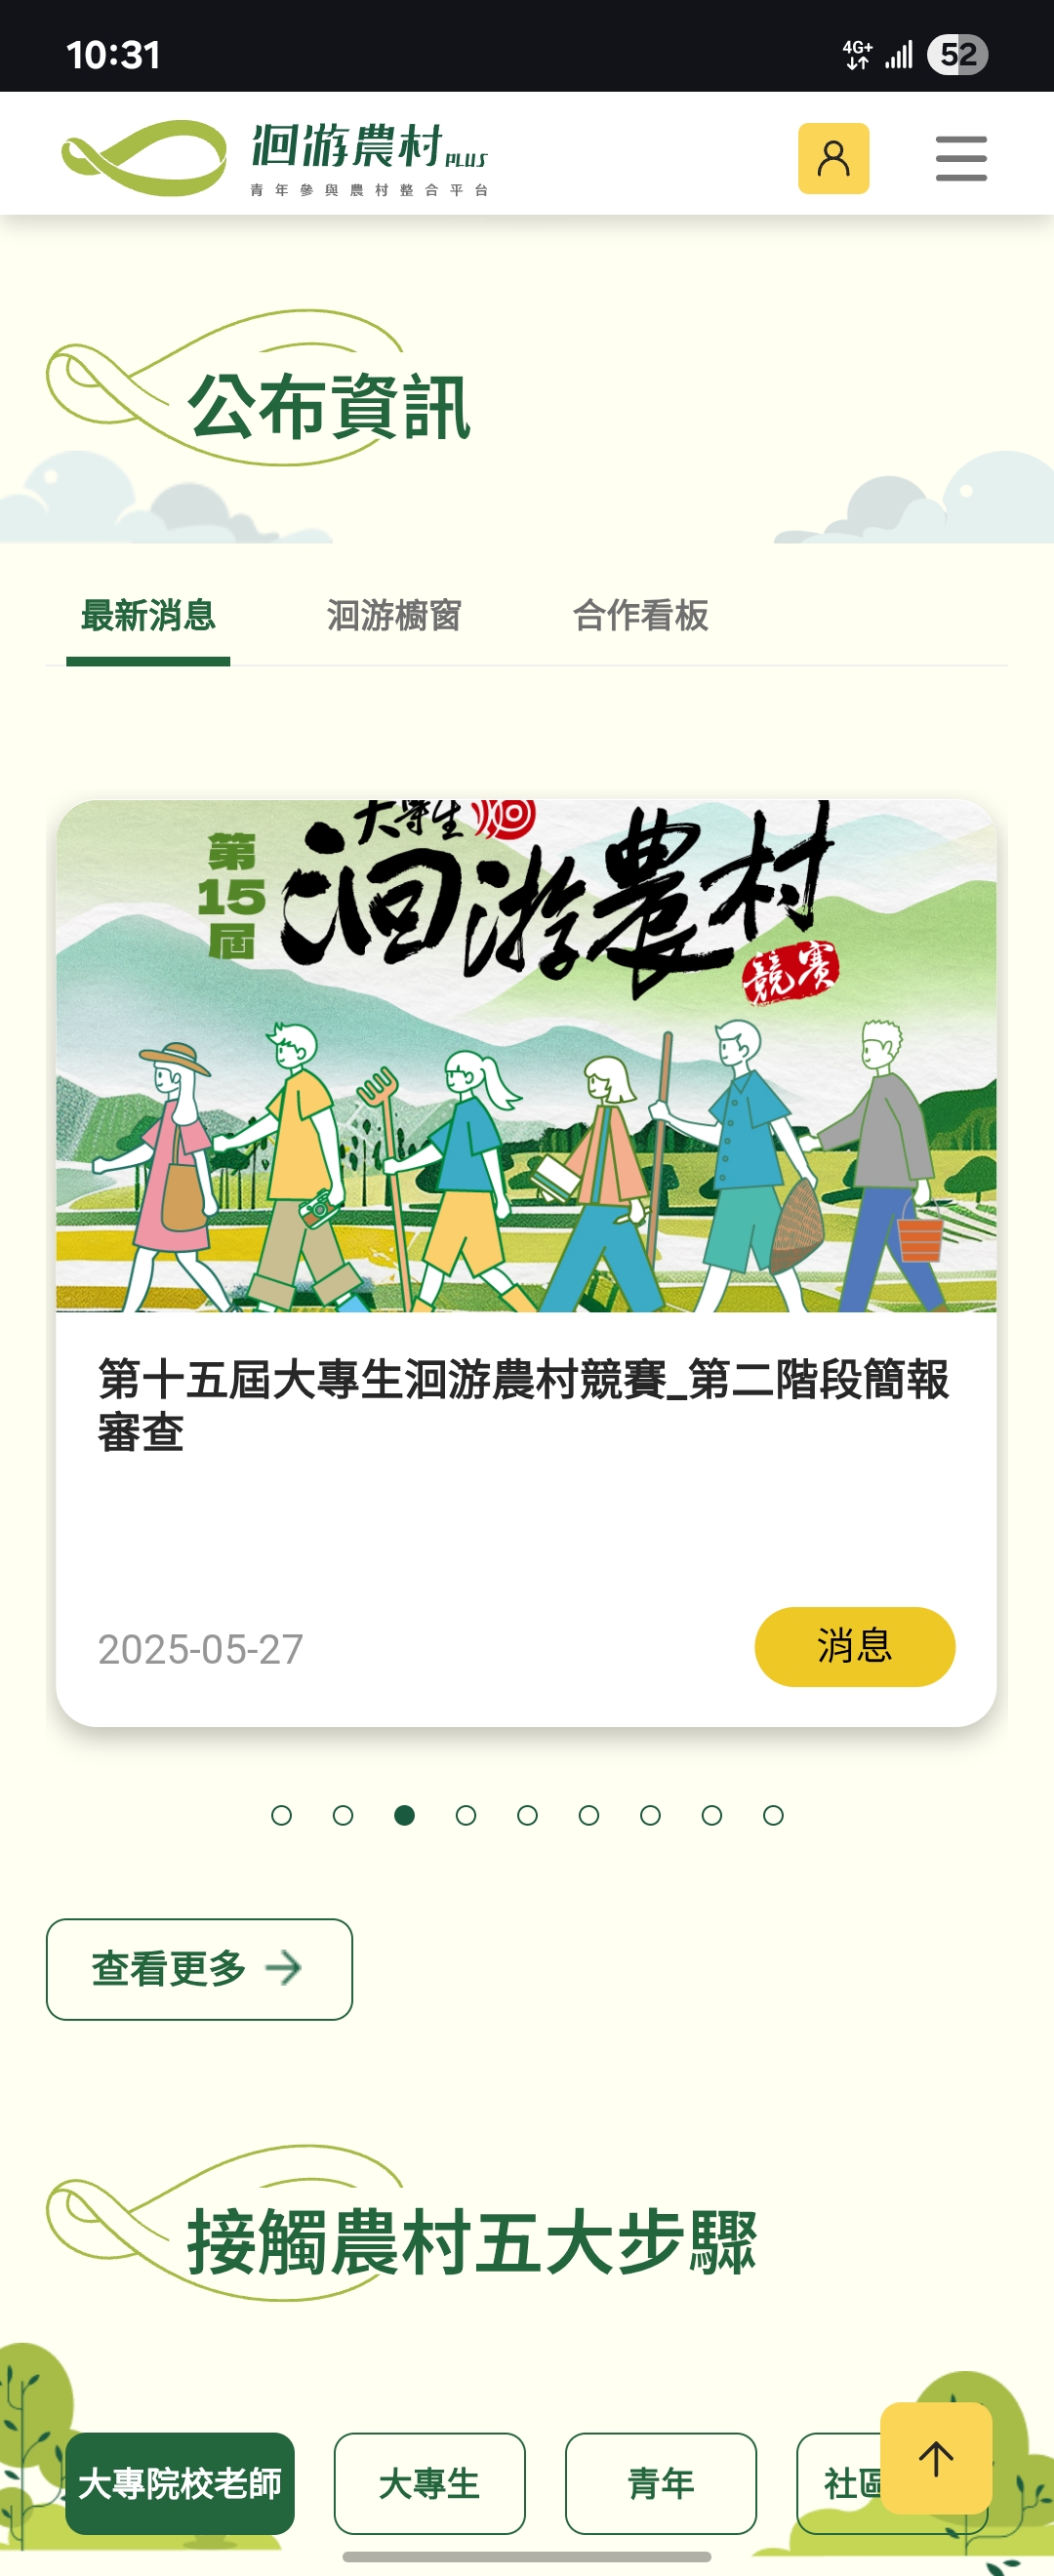 10:31
4G+
52
洄游農村PLUS
青年參與農村整合平台
公布資訊
最新消息 洄游櫥窗 合作看板
大專生
第
15
屆
洄游農村
競賽
第十五屆大專生洄游農村競賽_第二階段簡報
審查
2025-05-27
消息
查看更多
接觸農村五大步驟
大專院校老師 大專生 青年 社